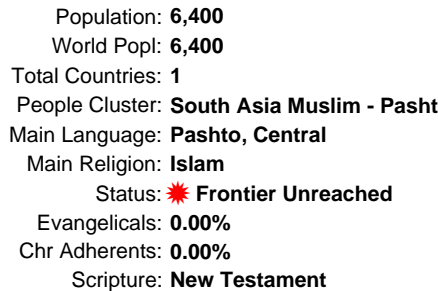 Population: 6,400
World Popl: 6,400
Total Countries: 1
People Cluster: South Asia Muslim - Pasht
Main Language: Pashto, Central
Main Religion: Islam
Status: Frontier Unreached
Evangelicals: 0.00%
Chr Adherents: 0.00%
Scripture: New Testament